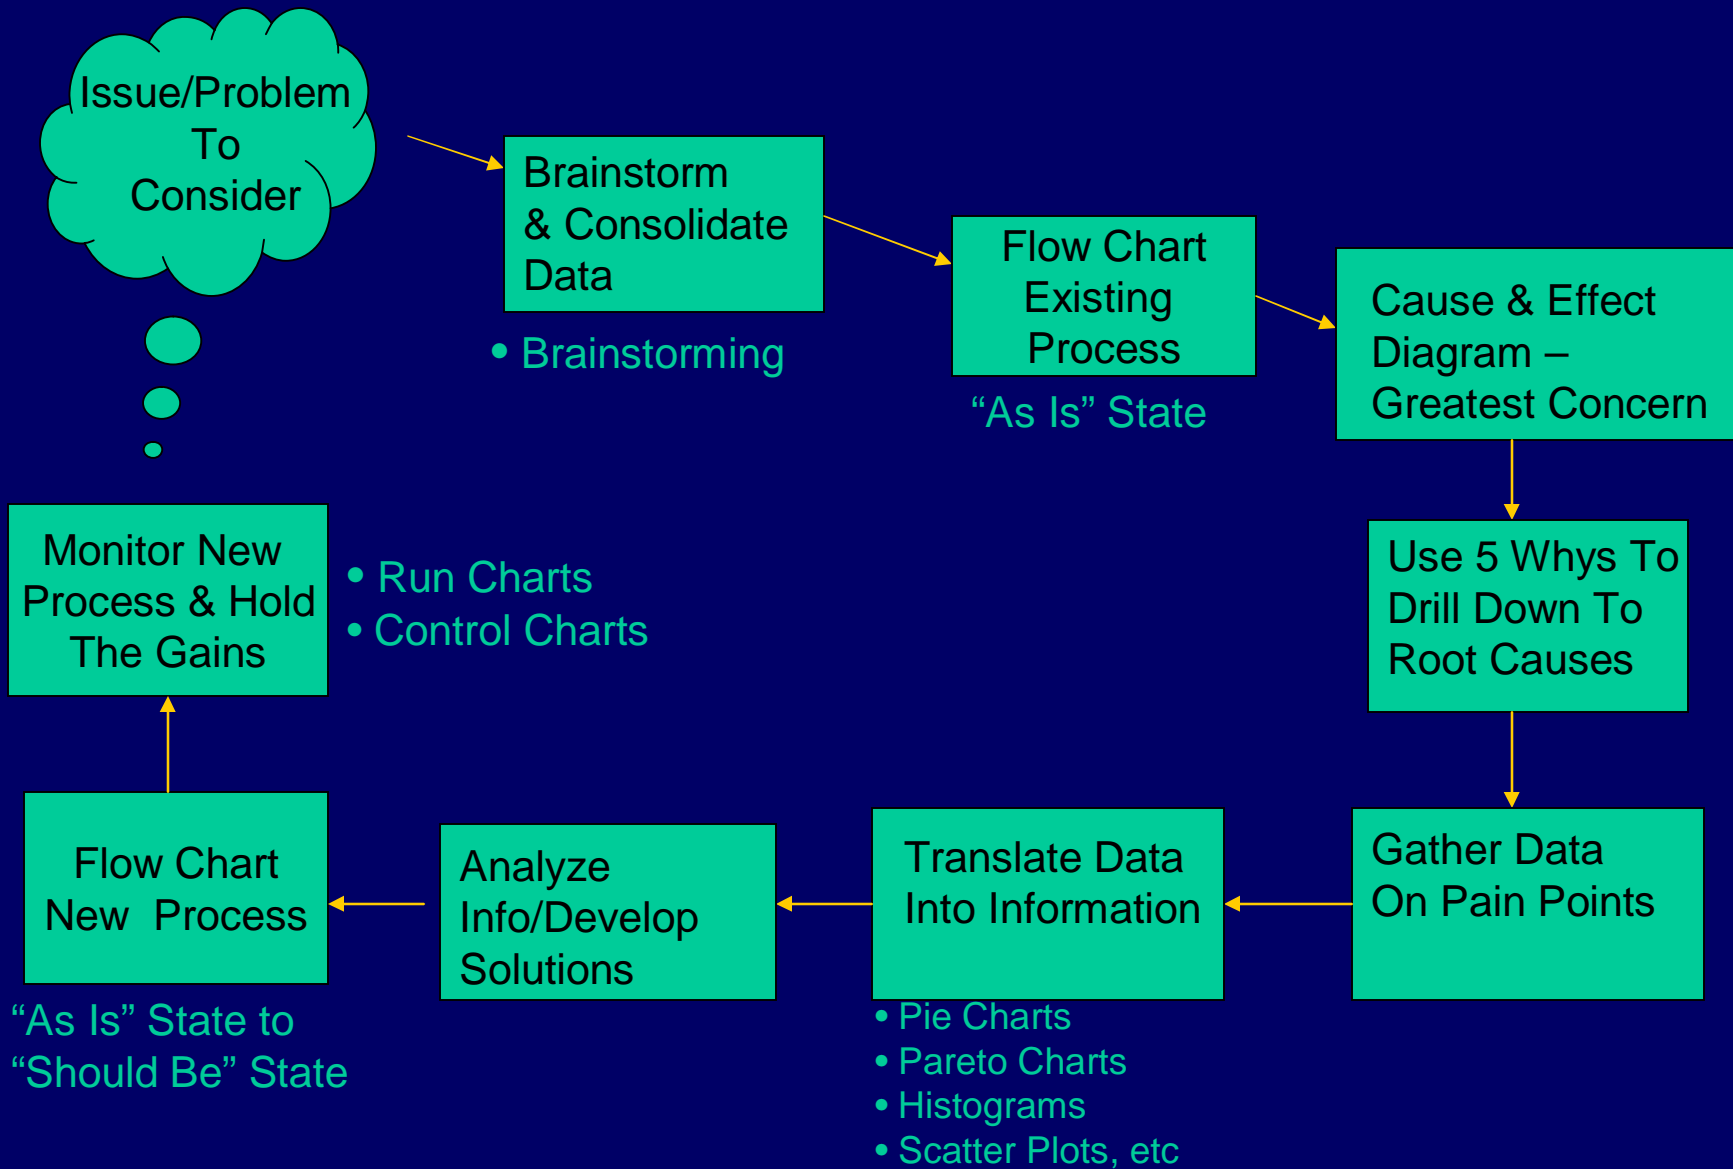 Issue/Problem
To
Consider
Brainstorm
& Consolidate
Data
• Brainstorming
Flow Chart
Existing
Process
“As Is” State
Cause & Effect
Diagram –
Greatest Concern
Use 5 Whys To
Drill Down To
Root Causes
Gather Data
On Pain Points
Translate Data
Into Information
• Pie Charts
• Pareto Charts
• Histograms
• Scatter Plots, etc
Analyze
Info/Develop
Solutions
Flow Chart
New Process
“As Is” State to
“Should Be” State
Monitor New
Process & Hold
The Gains
• Run Charts
• Control Charts